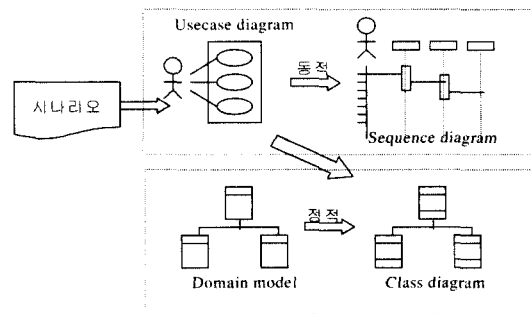 Usecase diagram
시나리오
동적
Sequence diagram
정적
Domain model
Class diagram